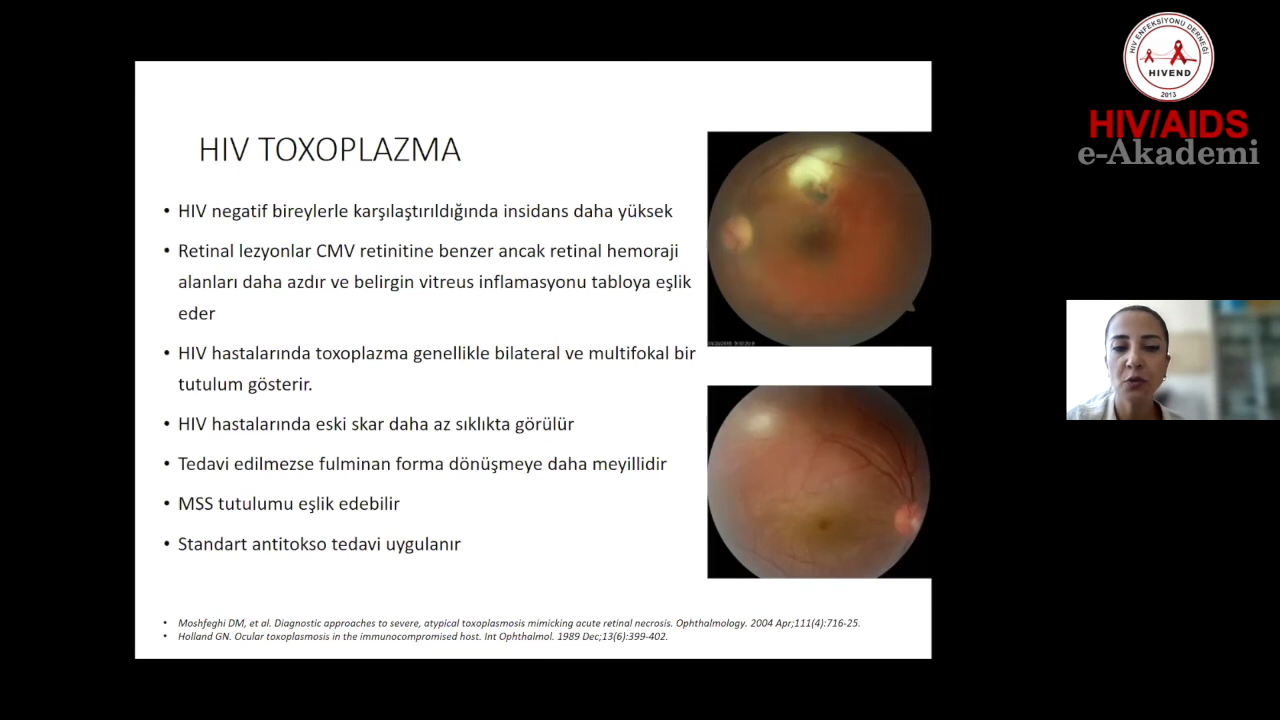 HIV ENFEKSİYONU DERNEĞİ
HIVEND
2013
HIV/AIDS
e-Akademi
HIV TOXOPLAZMA
• HIV negatif bireylerle karşılaştırıldığında insidans daha yüksek
• Retinal lezyonlar CMV retinitine benzer ancak retinal hemoraji
alanları daha azdır ve belirgin vitreus inflamasyonu tabloya eşlik
eder
• HIV hastalarında toxoplazma genellikle bilateral ve multifokal bir
tutulum gösterir.
• HIV hastalarında eski skar daha az sıklıkta görülür
• Tedavi edilmezse fulminan forma dönüşmeye daha meyillidir
• MSS tutulumu eşlik edebilir
• Standart antitokso tedavi uygulanır
• Moshfeghi DM, et al. Diagnostic approaches to severe, atypical toxoplasmosis mimicking acute retinal necrosis. Ophthalmology. 2004 Apr;111(4):716-25.
• Holland GN. Ocular toxoplasmosis in the immunocompromised host. Int Ophthalmol. 1989 Dec;13(6):399-402.